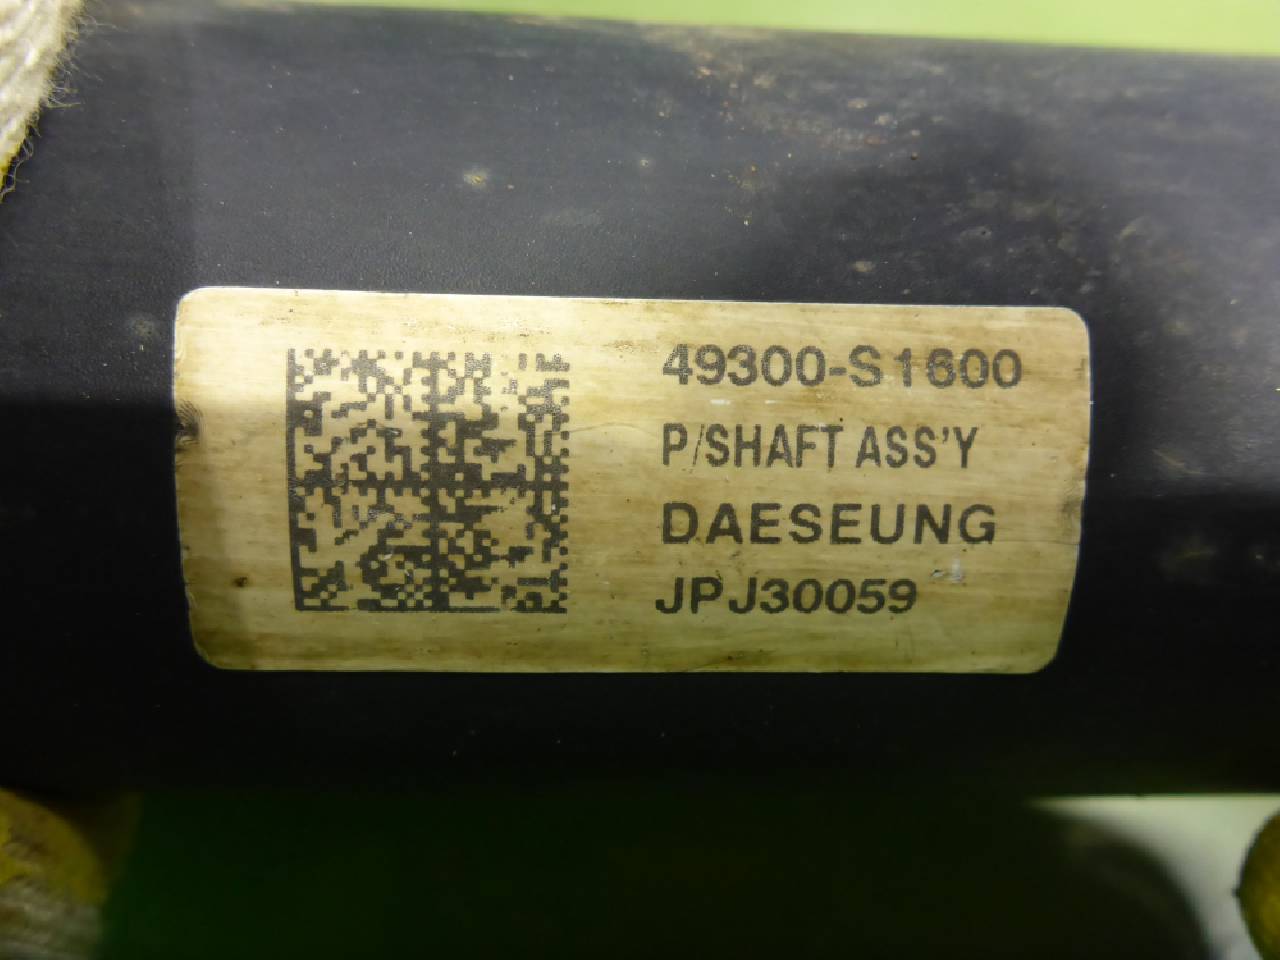 49300-S1600
P/SHAFT ASS'Y
DAESEUNG
JPJ30059